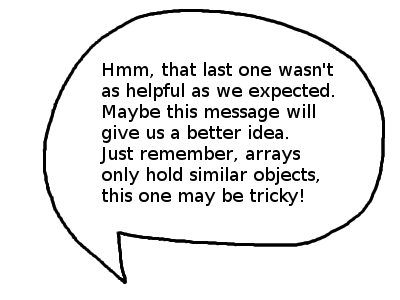 Hmm, that last one wasn't
as helpful as we expected.
Maybe this message will
give us a better idea.
Just remember, arrays
only hold similar objects,
this one may be tricky!